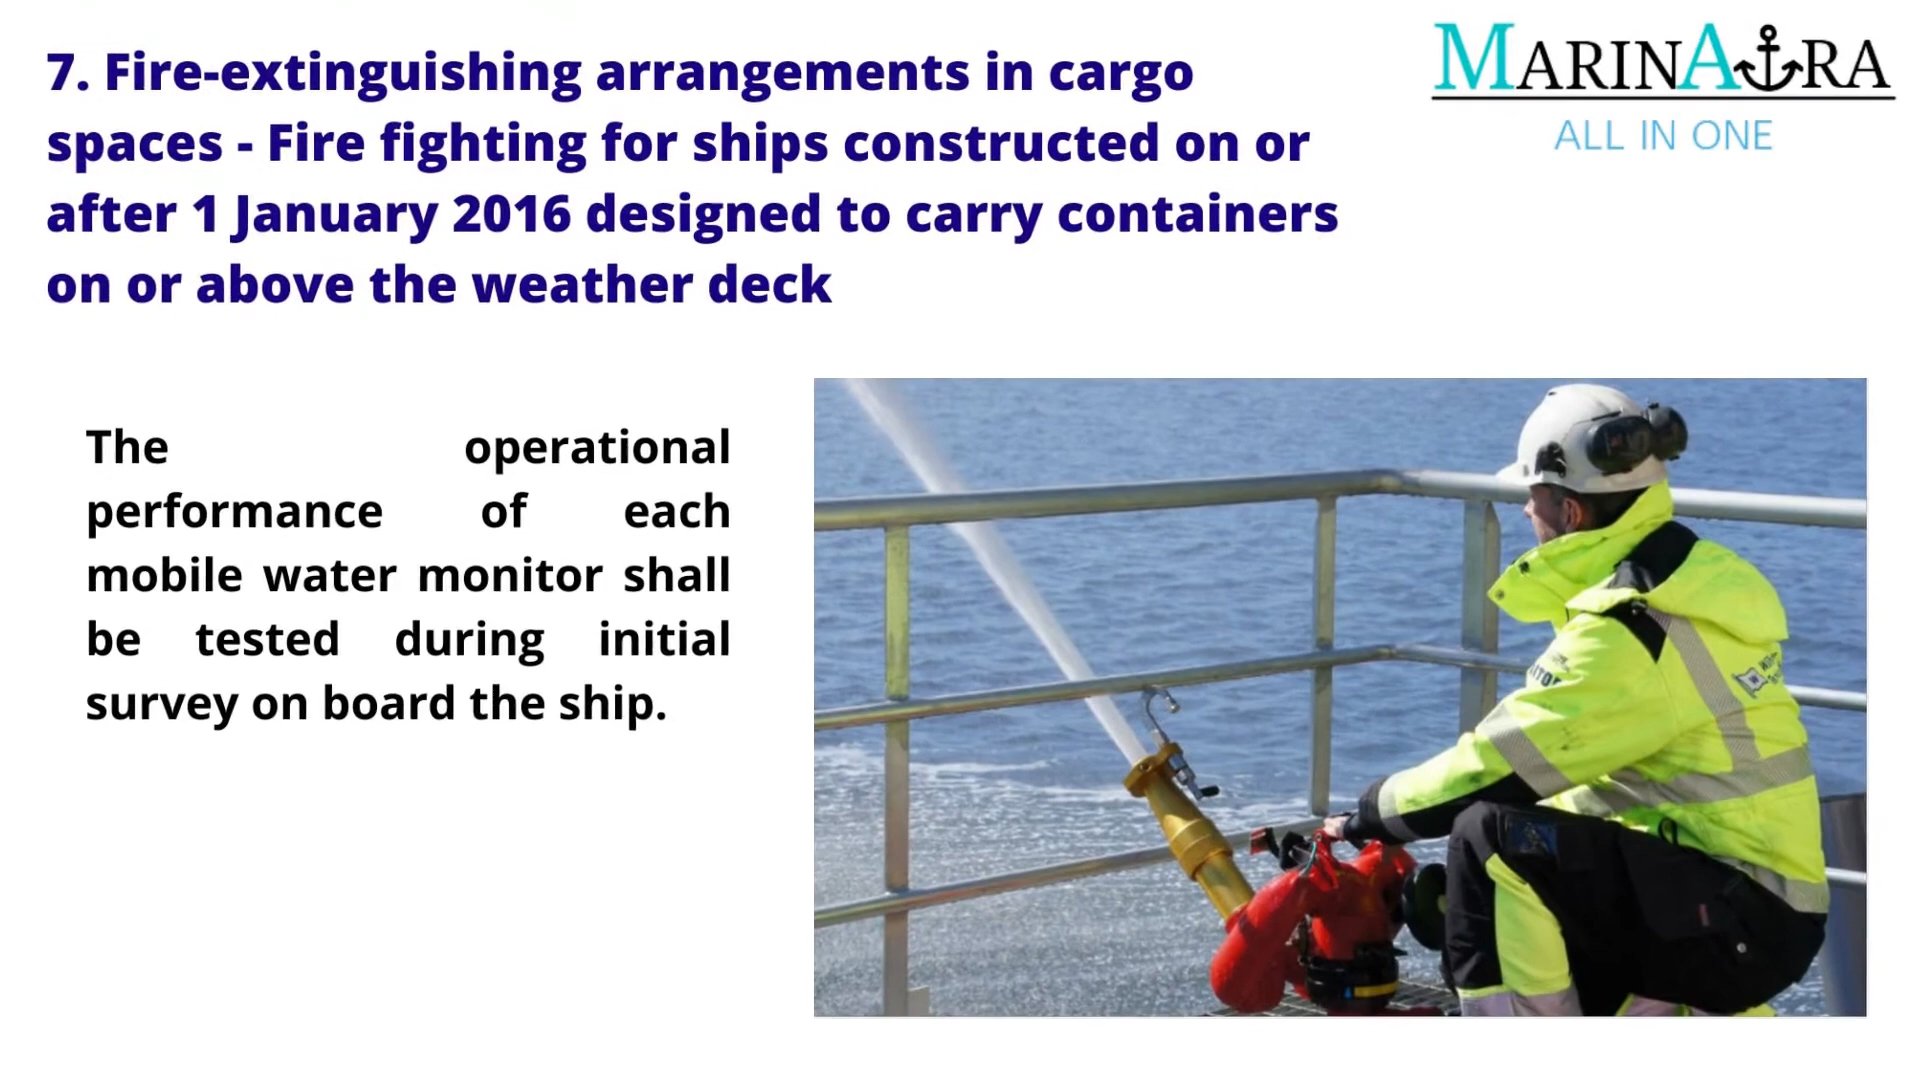 7. Fire-extinguishing arrangements in cargo
spaces - Fire fighting for ships constructed on or
after 1 January 2016 designed to carry containers
on or above the weather deck
MARINAURA
ALL IN ONE
The operational
performance of each
mobile water monitor shall
be tested during initial
survey on board the ship.